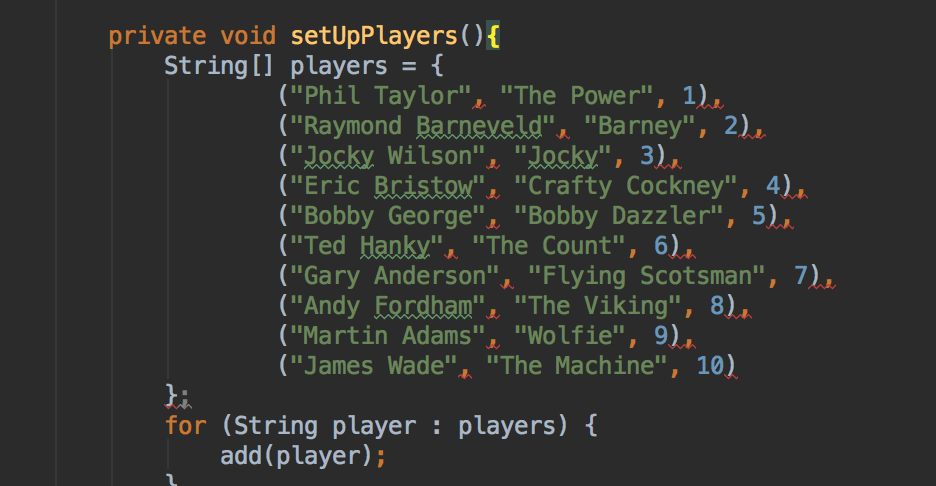 private void setUpPlayers(){
String[] players = {
("Phil Taylor", "The Power", 1),
("Raymond Barneveld", "Barney", 2),
("Jocky Wilson", "Jocky", 3),
("Eric Bristow", "Crafty Cockney", 4),
("Bobby George", "Bobby Dazzler", 5),
("Ted Hanky", "The Count", 6),
("Gary Anderson", "Flying Scotsman", 7),
("Andy Fordham", "The Viking", 8),
("Martin Adams", "Wolfie", 9),
("James Wade", "The Machine", 10)
};
for (String player : players) {
add(player);
}